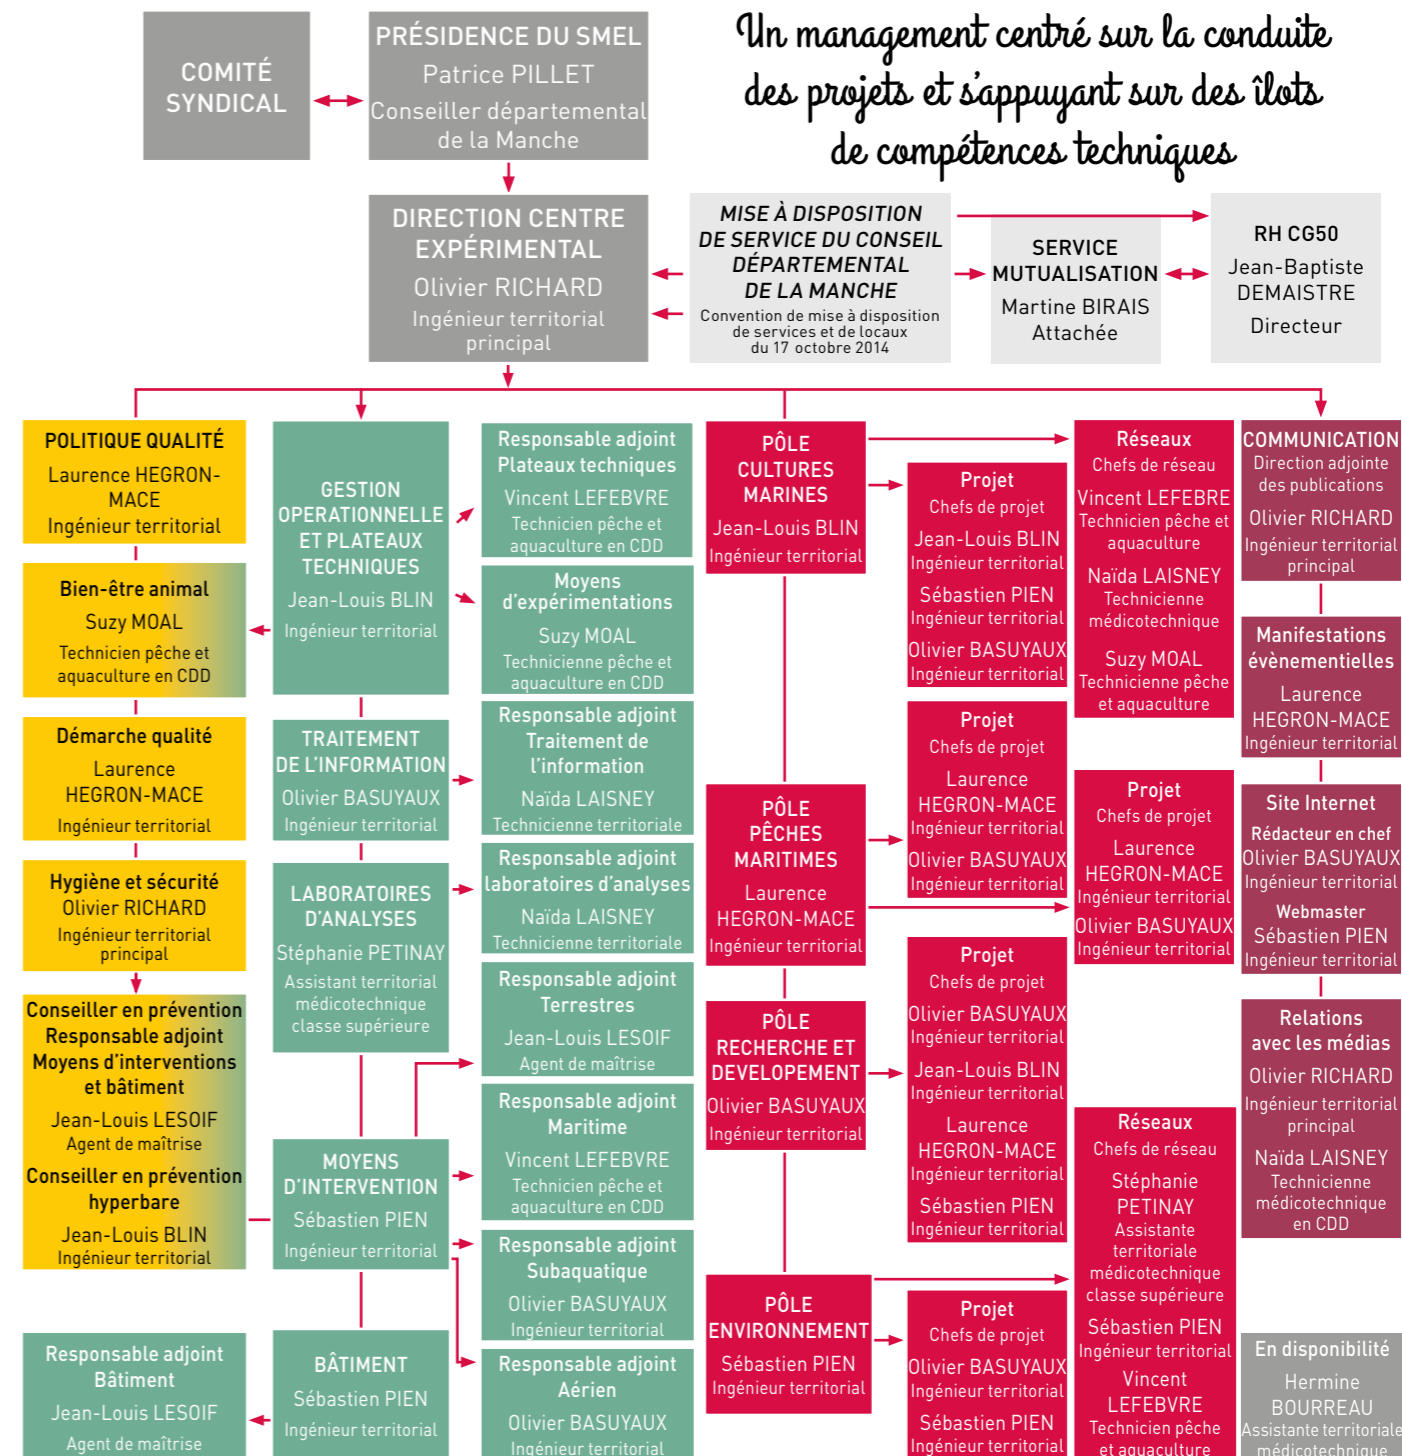 COMITÉ
SYNDICAL
PRÉSIDENCE DU SMEL
Patrice PILLET
Conseiller départemental
de la Manche
Un management centré sur la conduite
des projets et s'appuyant sur des îlots
de compétences techniques
DIRECTION CENTRE
EXPÉRIMENTAL
Olivier RICHARD
Ingénieur territorial
principal
MISE À DISPOSITION
DE SERVICE DU CONSEIL
DÉPARTEMENTAL
DE LA MANCHE
Convention de mise à disposition
de services et de locaux
du 17 octobre 2014
SERVICE
MUTUALISATION
Martine BIRAIS
Attachée
RH CG50
Jean-Baptiste
DEMAISTRE
Directeur
POLITIQUE QUALITÉ
Laurence HEGRON-
MACE
Ingénieur territorial
Bien-être animal
Suzy MOAL
Technicien pêche et
aquaculture en CDD
Démarche qualité
Laurence
HEGRON-MACE
Ingénieur territorial
Hygiène et sécurité
Olivier RICHARD
Ingénieur territorial
principal
Conseiller en prévention
Responsable adjoint
Moyens d'interventions
et bâtiment
Jean-Louis LESOIF
Agent de maîtrise
Conseiller en prévention
hyperbare
Jean-Louis BLIN
Ingénieur territorial
Responsable adjoint
Bâtiment
Jean-Louis LESOIF
Agent de maîtrise
GESTION
OPERATIONNELLE
ET PLATEAUX
TECHNIQUES
Jean-Louis BLIN
Ingénieur territorial
TRAITEMENT
DE L'INFORMATION
Olivier BASUYAUX
Ingénieur territorial
LABORATOIRES
D'ANALYSES
Stéphanie PETINAY
Assistant territorial
médicotechnique
classe supérieure
MOYENS
D'INTERVENTION
Sébastien PIEN
Ingénieur territorial
BÂTIMENT
Sébastien PIEN
Ingénieur territorial
Responsable adjoint
Plateaux techniques
Vincent LEFEBVRE
Technicien pêche et
aquaculture en CDD
Moyens
d'expérimentations
Suzy MOAL
Technicienne pêche et
aquaculture en CDD
Responsable adjoint
Traitement de
l'information
Naïda LAISNEY
Technicienne territoriale
Responsable adjoint
laboratoires d'analyses
Naïda LAISNEY
Technicienne territoriale
Responsable adjoint
Terrestres
Jean-Louis LESOIF
Agent de maîtrise
Responsable adjoint
Maritime
Vincent LEFEBVRE
Technicien pêche et
aquaculture en CDD
Responsable adjoint
Subaquatique
Olivier BASUYAUX
Ingénieur territorial
Responsable adjoint
Aérien
Olivier BASUYAUX
Ingénieur territorial
PÔLE
CULTURES
MARINES
Jean-Louis BLIN
Ingénieur territorial
PÔLE
PÊCHES
MARITIMES
Laurence
HEGRON-MACE
Ingénieur territorial
PÔLE
RECHERCHE ET
DEVELOPEMENT
Olivier BASUYAUX
Ingénieur territorial
PÔLE
ENVIRONNEMENT
Sébastien PIEN
Ingénieur territorial
Projet
Chefs de projet
Jean-Louis BLIN
Ingénieur territorial
Sébastien PIEN
Ingénieur territorial
Olivier BASUYAUX
Ingénieur territorial
Projet
Chefs de projet
Laurence
HEGRON-MACE
Ingénieur territorial
Olivier BASUYAUX
Ingénieur territorial
Projet
Chefs de projet
Olivier BASUYAUX
Ingénieur territorial
Jean-Louis BLIN
Ingénieur territorial
Laurence
HEGRON-MACE
Ingénieur territorial
Sébastien PIEN
Ingénieur territorial
Projet
Chefs de projet
Olivier BASUYAUX
Ingénieur territorial
Sébastien PIEN
Ingénieur territorial
Réseaux
Chefs de réseau
Vincent LEFEBRE
Technicien pêche et
aquaculture
Naïda LAISNEY
Technicienne
médicotechnique
Suzy MOAL
Technicienne pêche
et aquaculture
Projet
Chefs de projet
Laurence
HEGRON-MACE
Ingénieur territorial
Olivier BASUYAUX
Ingénieur territorial
Réseaux
Chefs de réseau
Stéphanie
PETINAY
Assistante
territoriale
médicotechnique
classe supérieure
Sébastien PIEN
Ingénieur territorial
Vincent
LEFEBVRE
Technicien pêche
et aquaculture
COMMUNICATION
Direction adjointe
des publications
Olivier RICHARD
Ingénieur territorial
principal
Manifestations
évènementielles
Laurence
HEGRON-MACE
Ingénieur territorial
Site Internet
Rédacteur en chef
Olivier BASUYAUX
Ingénieur territorial
Webmaster
Sébastien PIEN
Ingénieur territorial
Relations
avec les médias
Olivier RICHARD
Ingénieur territorial
principal
Naïda LAISNEY
Technicienne
médicotechnique
en CDD
En disponibilité
Hermine
BOURREAU
Assistante territoriale
médicotechnique